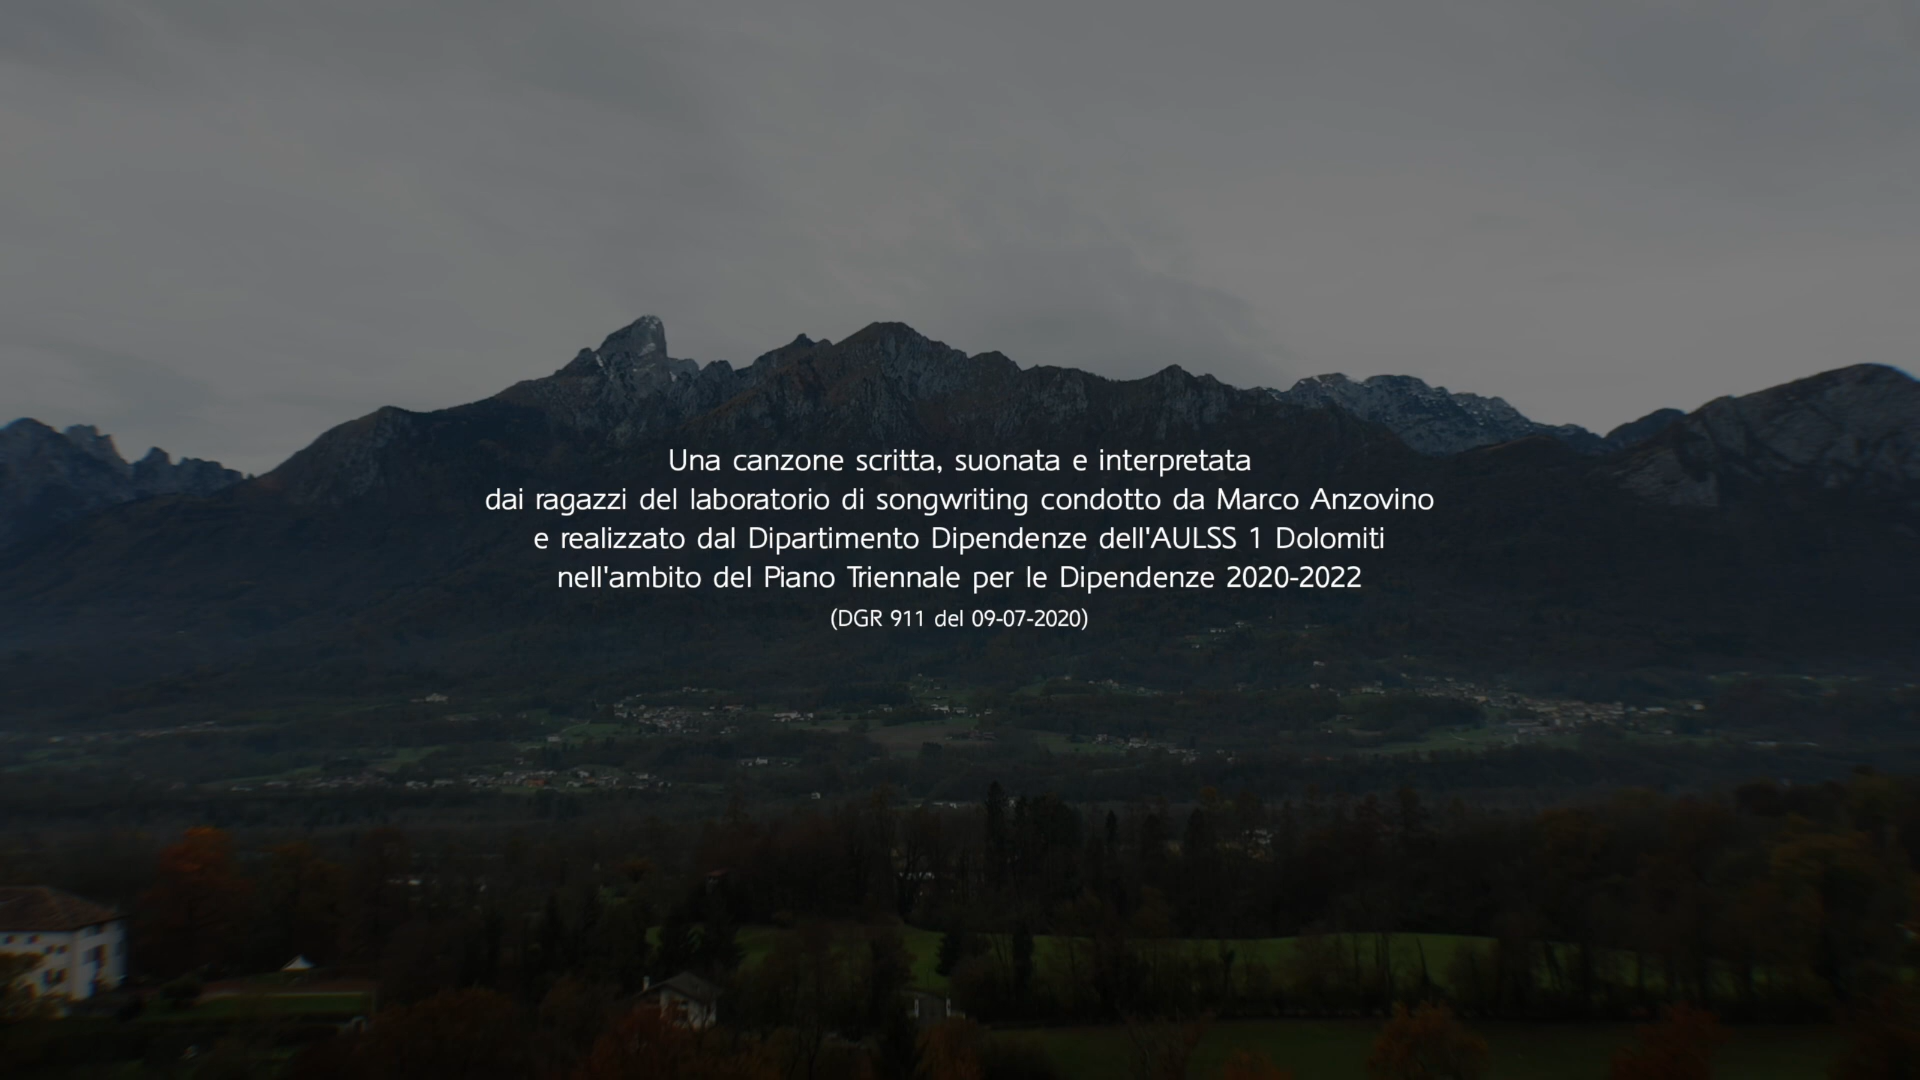 Una canzone scritta, suonata e interpretata
dai ragazzi del laboratorio di songwriting condotto da Marco Anzovino
e realizzato dal Dipartimento Dipendenze dell'AULSS 1 Dolomiti
nell'ambito del Piano Triennale per le Dipendenze 2020-2022
(DGR 911 del 09-07-2020)